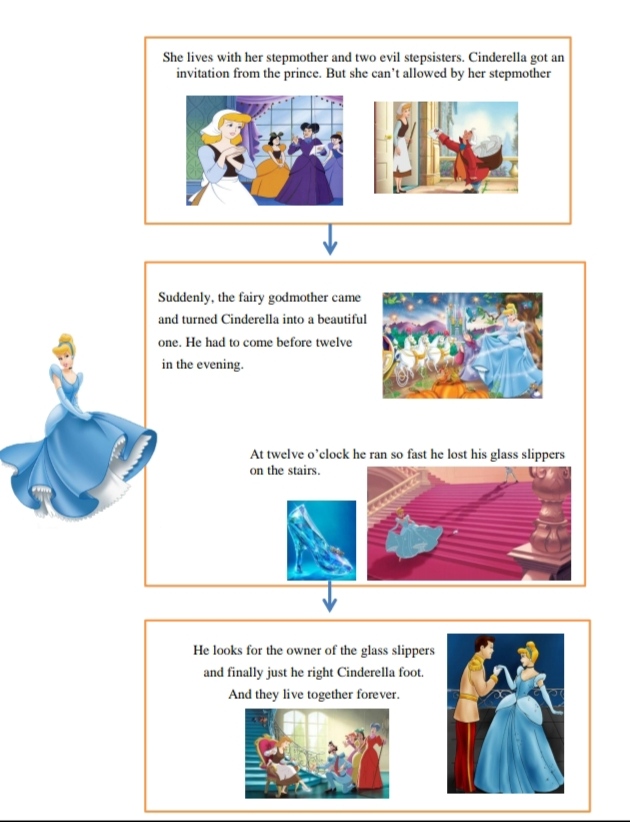 She lives with her stepmother and two evil stepsisters. Cinderella got an
invitation from the prince. But she can't allowed by her stepmother
Suddenly, the fairy godmother came
and turned Cinderella into a beautiful
one. He had to come before twelve
in the evening.
At twelve o'clock he ran so fast he lost his glass slippers
on the stairs.
He looks for the owner of the glass slippers
and finally just he right Cinderella foot.
And they live together forever.